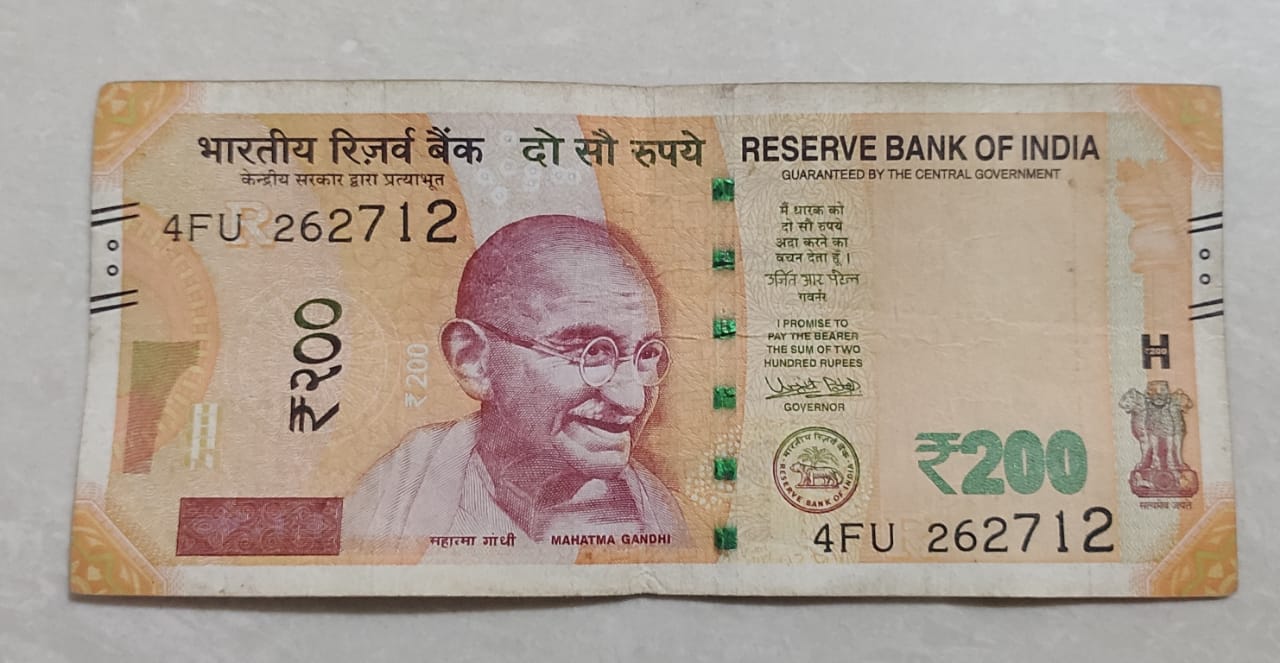 भारतीय रिज़र्व बैंक दो सौ रुपये RESERVE BANK OF INDIA
केन्द्रीय सरकार द्वारा प्रत्याभूत GUARANTEED BY THE CENTRAL GOVERNMENT
4FU 262712
₹२००
₹200
मैं धारक को
दो सौ रुपये
अदा करने का
वचन देता हूँ।
उर्जित आर पटेल
गवर्नर
I PROMISE TO
PAY THE BEARER
THE SUM OF TWO
HUNDRED RUPEES
GOVERNOR
भारतीय रिज़र्व बैंक
RESERVE BANK OF INDIA
H
₹200
₹200
सत्यमेव जयते
4FU 262712
महात्मा गांधी MAHATMA GANDHI